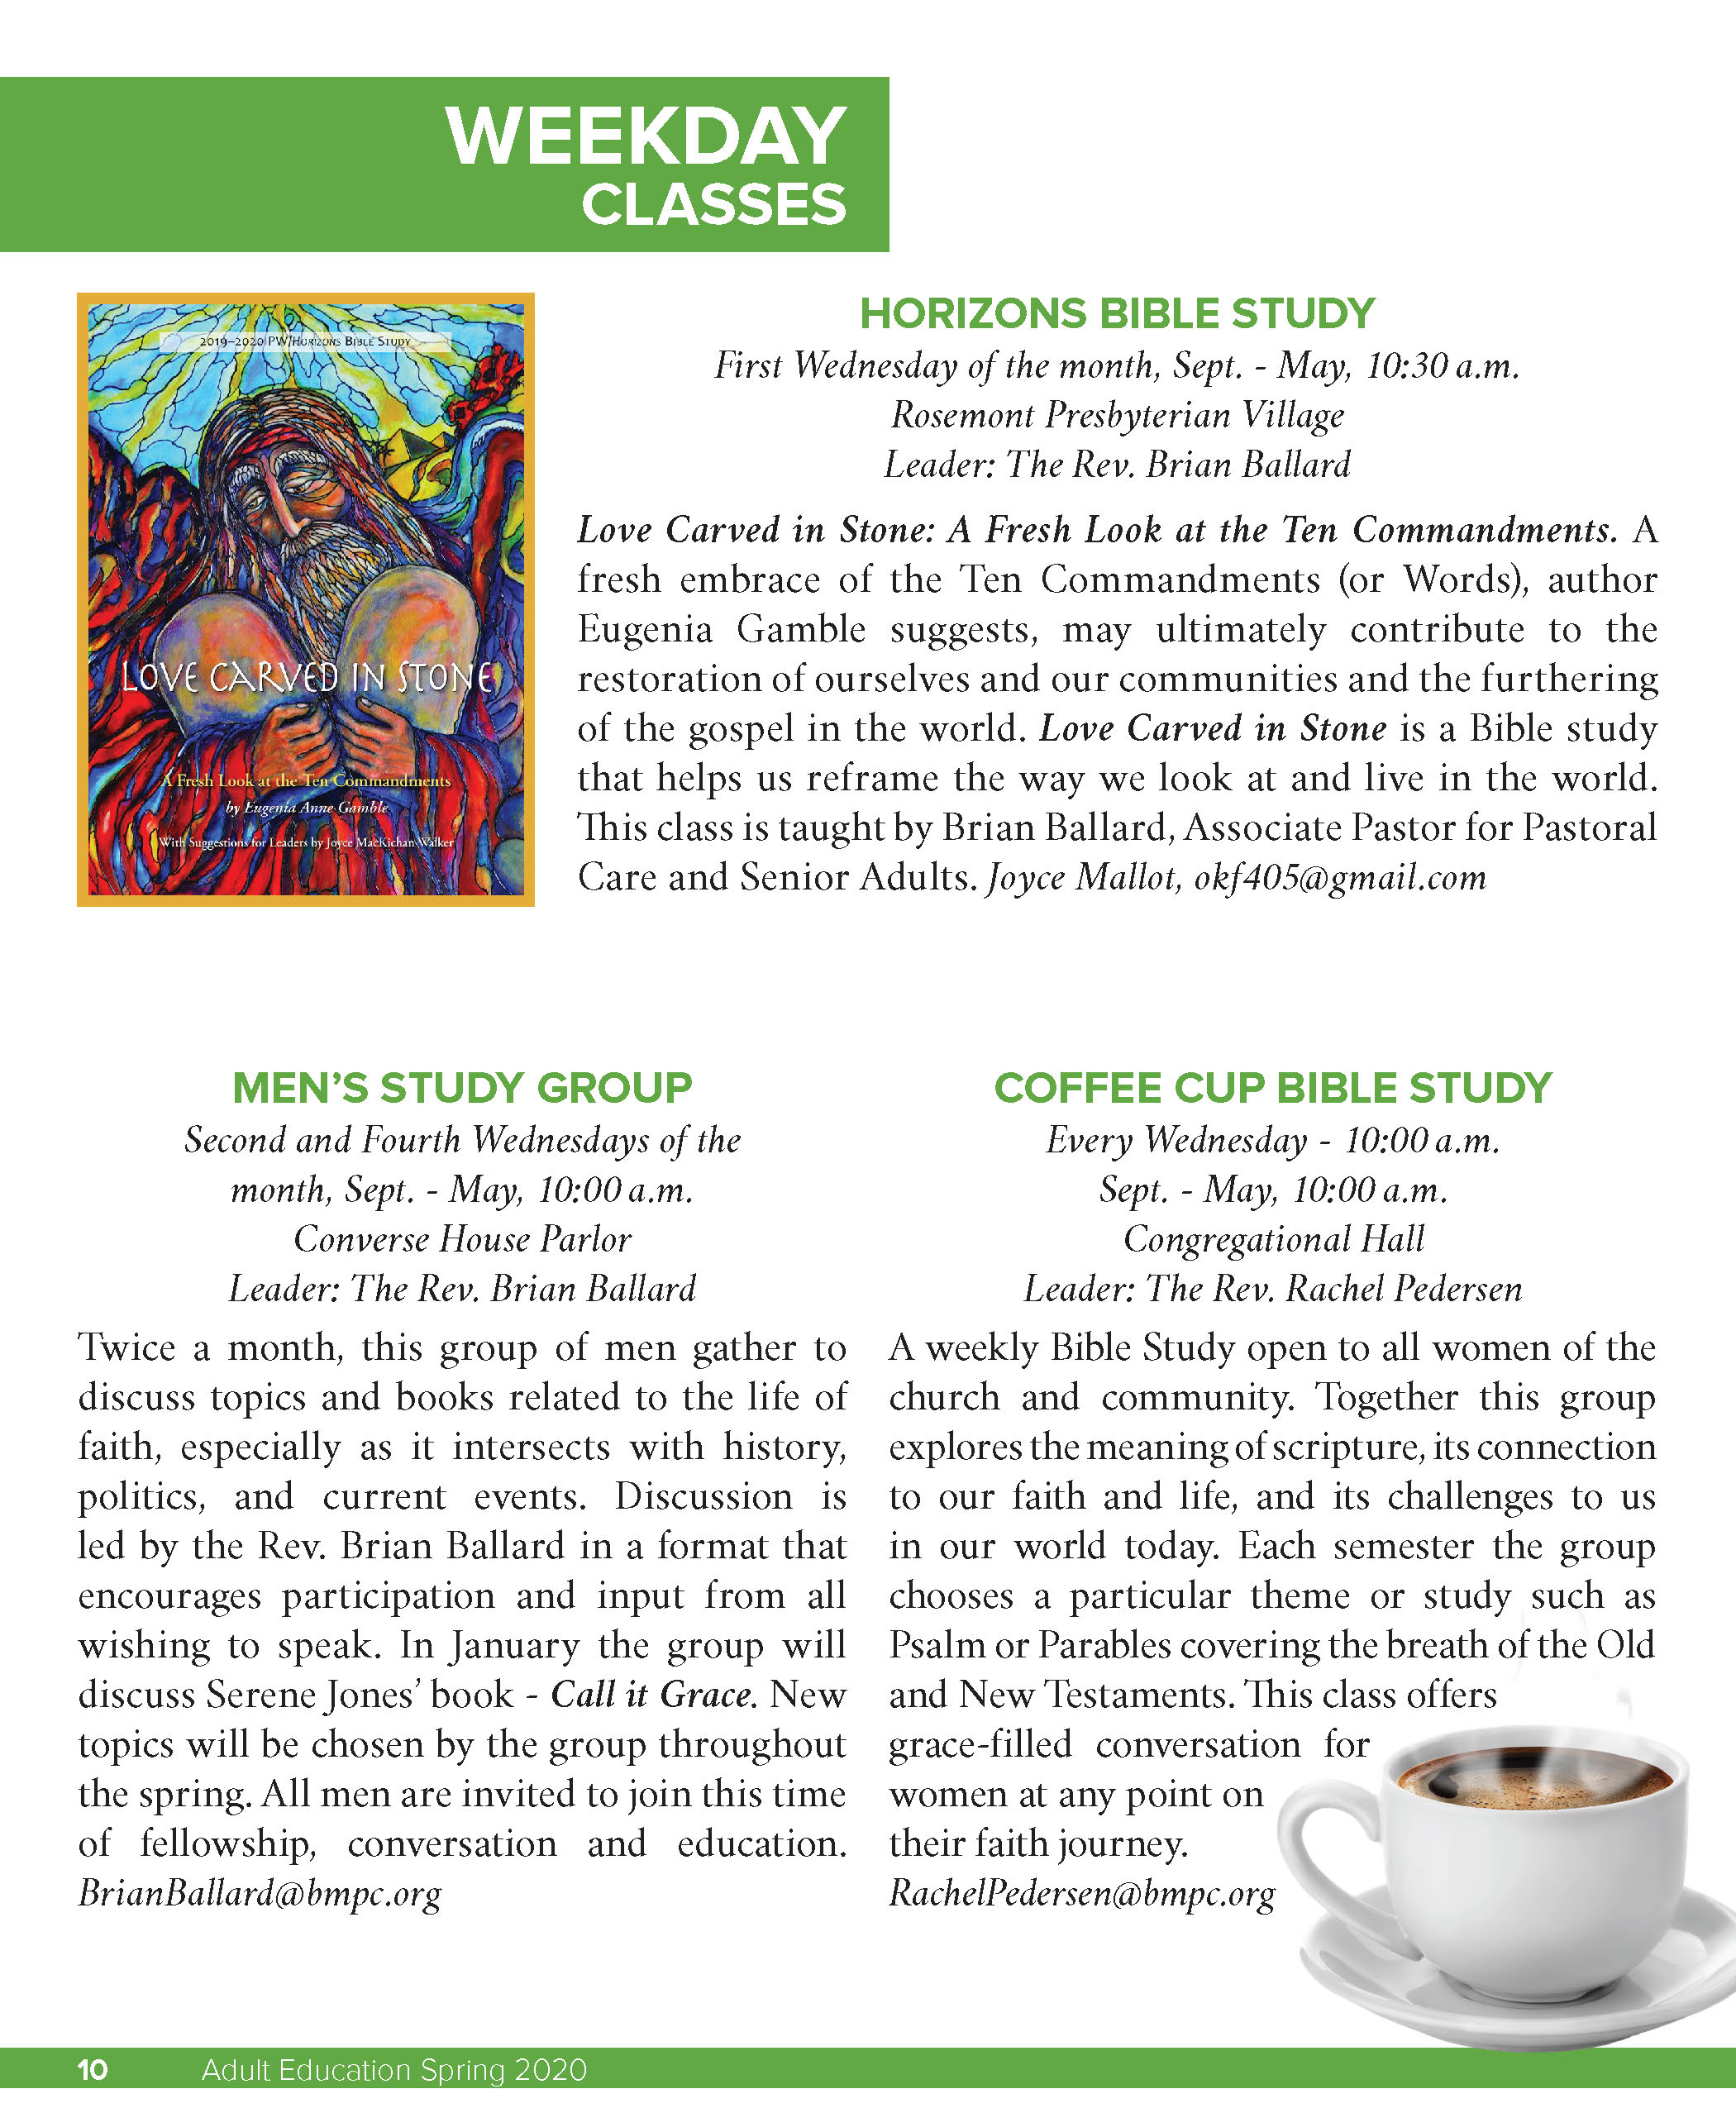 WEEKDAY
CLASSES
2019–2020 PW/Horizons Bible Study
LOVE CARVED IN STONE
A Fresh Look at the Ten Commandments
by Eugenia Anne Gamble
With Suggestions for Leaders by Joyce MacKichan Walker
HORIZONS BIBLE STUDY
First Wednesday of the month, Sept. - May, 10:30 a.m.
Rosemont Presbyterian Village
Leader: The Rev. Brian Ballard
Love Carved in Stone: A Fresh Look at the Ten Commandments. A
fresh embrace of the Ten Commandments (or Words), author
Eugenia Gamble suggests, may ultimately contribute to the
restoration of ourselves and our communities and the furthering
of the gospel in the world. Love Carved in Stone is a Bible study
that helps us reframe the way we look at and live in the world.
This class is taught by Brian Ballard, Associate Pastor for Pastoral
Care and Senior Adults. Joyce Mallot, okf405@gmail.com
MEN’S STUDY GROUP
Second and Fourth Wednesdays of the
month, Sept. - May, 10:00 a.m.
Converse House Parlor
Leader: The Rev. Brian Ballard
Twice a month, this group of men gather to
discuss topics and books related to the life of
faith, especially as it intersects with history,
politics, and current events. Discussion is
led by the Rev. Brian Ballard in a format that
encourages participation and input from all
wishing to speak. In January the group will
discuss Serene Jones’ book - Call it Grace. New
topics will be chosen by the group throughout
the spring. All men are invited to join this time
of fellowship, conversation and education.
BrianBallard@bmpc.org
COFFEE CUP BIBLE STUDY
Every Wednesday - 10:00 a.m.
Sept. - May, 10:00 a.m.
Congregational Hall
Leader: The Rev. Rachel Pedersen
A weekly Bible Study open to all women of the
church and community. Together this group
explores the meaning of scripture, its connection
to our faith and life, and its challenges to us
in our world today. Each semester the group
chooses a particular theme or study such as
Psalm or Parables covering the breath of the Old
and New Testaments. This class offers
grace-filled conversation for
women at any point on
their faith journey.
RachelPedersen@bmpc.org
10 Adult Education Spring 2020